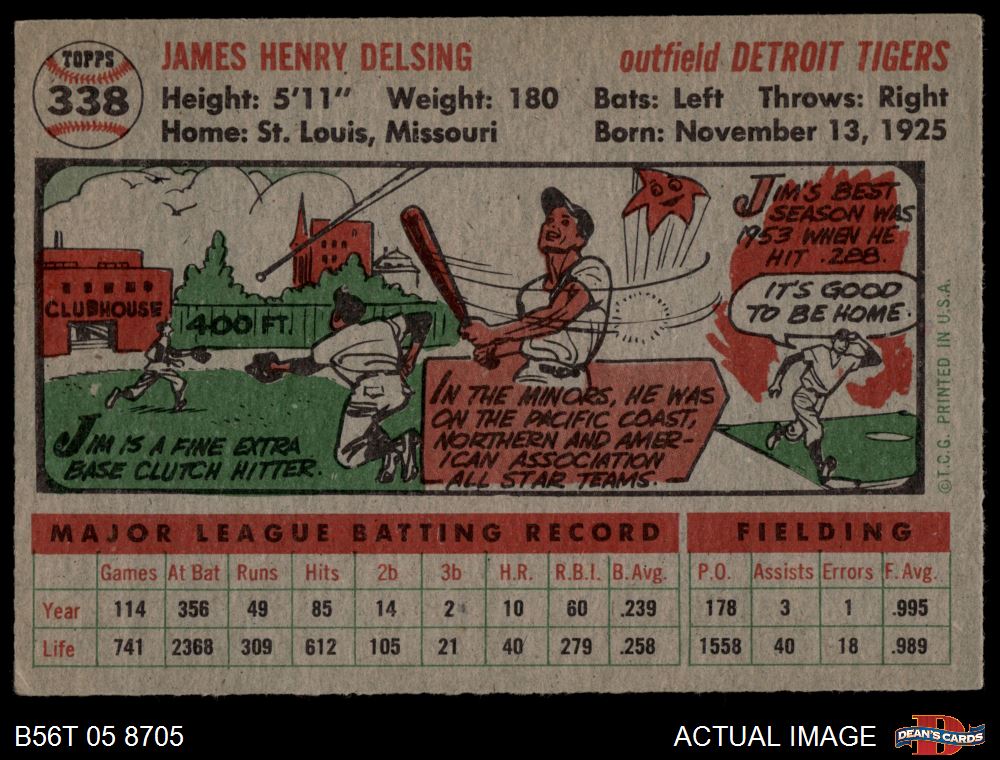 TOPPS
338
JAMES HENRY DELSING
outfield DETROIT TIGERS
Height: 5'11" Weight: 180 Bats: Left Throws: Right
Home: St. Louis, Missouri Born: November 13, 1925
CLUBHOUSE
400 FT.
JIM IS A FINE EXTRA
BASE CLUTCH HITTER.
IN THE MINORS, HE WAS
ON THE PACIFIC COAST,
NORTHERN AND AMER-
ICAN ASSOCIATION
ALL STAR TEAMS.
JIM'S BEST
SEASON WAS
1953 WHEN HE
HIT .288.
IT'S GOOD
TO BE HOME.
©T.C.G. PRINTED IN U.S.A.
MAJOR LEAGUE BATTING RECORD FIELDING
Games At Bat Runs Hits 2b 3b H.R. R.B.I. B. Avg. P.O. Assists Errors F. Avg.
Year 114 356 49 85 14 2 10 60 .239 178 3 1 .995
Life 741 2368 309 612 105 21 40 279 .258 1558 40 18 .989
B56T 05 8705
ACTUAL IMAGE
D
DEAN'S CARDS